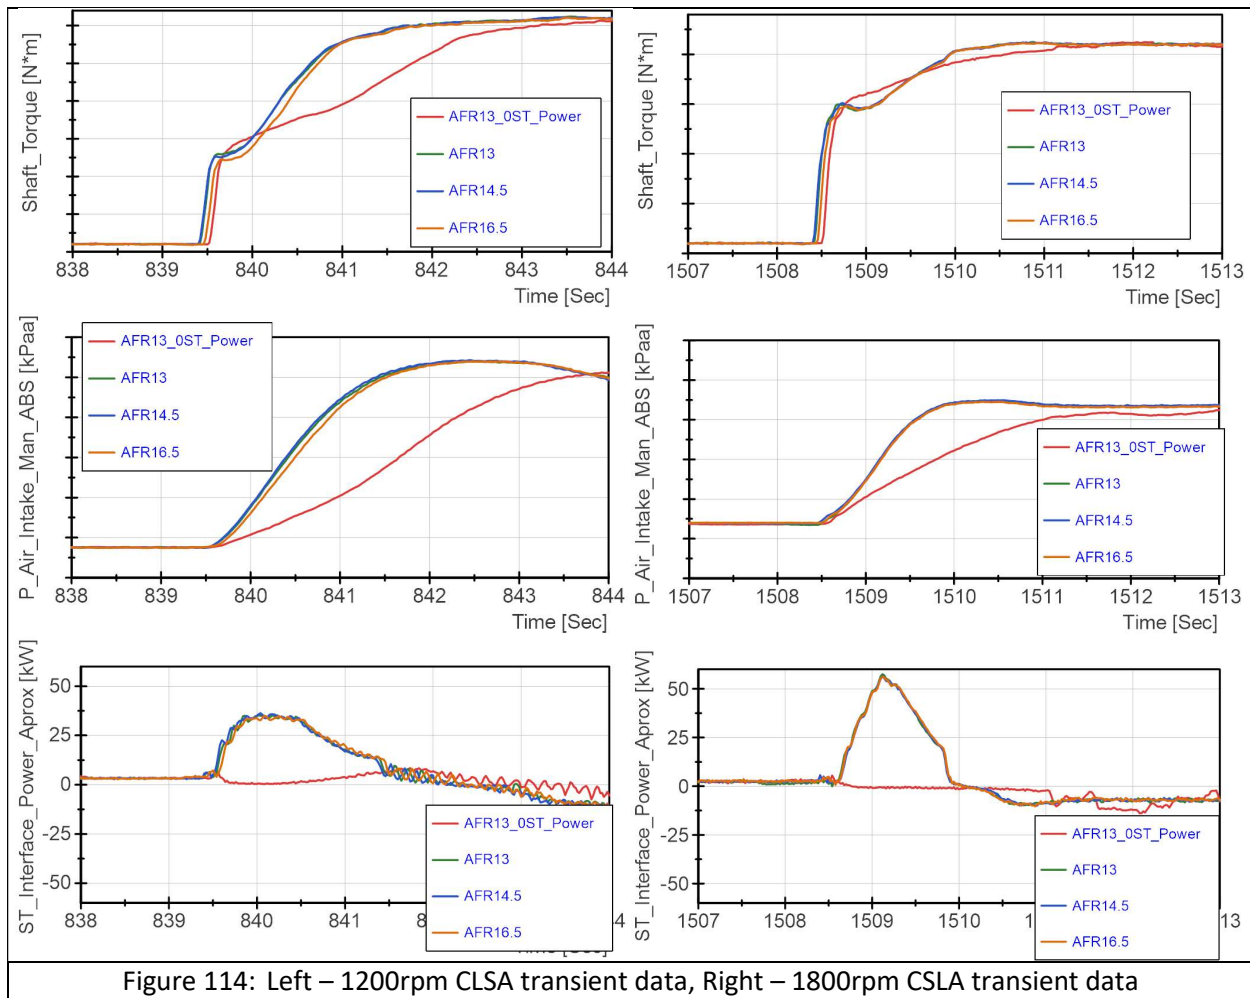 Shaft_Torque [N*m]
AFR13_0ST_Power
AFR13
AFR14.5
AFR16.5
838 839 840 841 842 843 844
Time [Sec]
Shaft_Torque [N*m]
AFR13_0ST_Power
AFR13
AFR14.5
AFR16.5
1507 1508 1509 1510 1511 1512 1513
Time [Sec]
P_Air_Intake_Man_ABS [kPaa]
AFR13_0ST_Power
AFR13
AFR14.5
AFR16.5
838 839 840 841 842 843 844
Time [Sec]
P_Air_Intake_Man_ABS [kPaa]
AFR13_0ST_Power
AFR13
AFR14.5
AFR16.5
1507 1508 1509 1510 1511 1512 1513
Time [Sec]
ST_Interface_Power_Aprox [kW]
50
25
0
-25
-50
AFR13_0ST_Power
AFR13
AFR14.5
AFR16.5
838 839 840 841
ST_Interface_Power_Aprox [kW]
50
25
0
-25
-50
AFR13_0ST_Power
AFR13
AFR14.5
AFR16.5
1507 1508 1509 1510 13
Figure 114: Left – 1200rpm CLSA transient data, Right – 1800rpm CSLA transient data